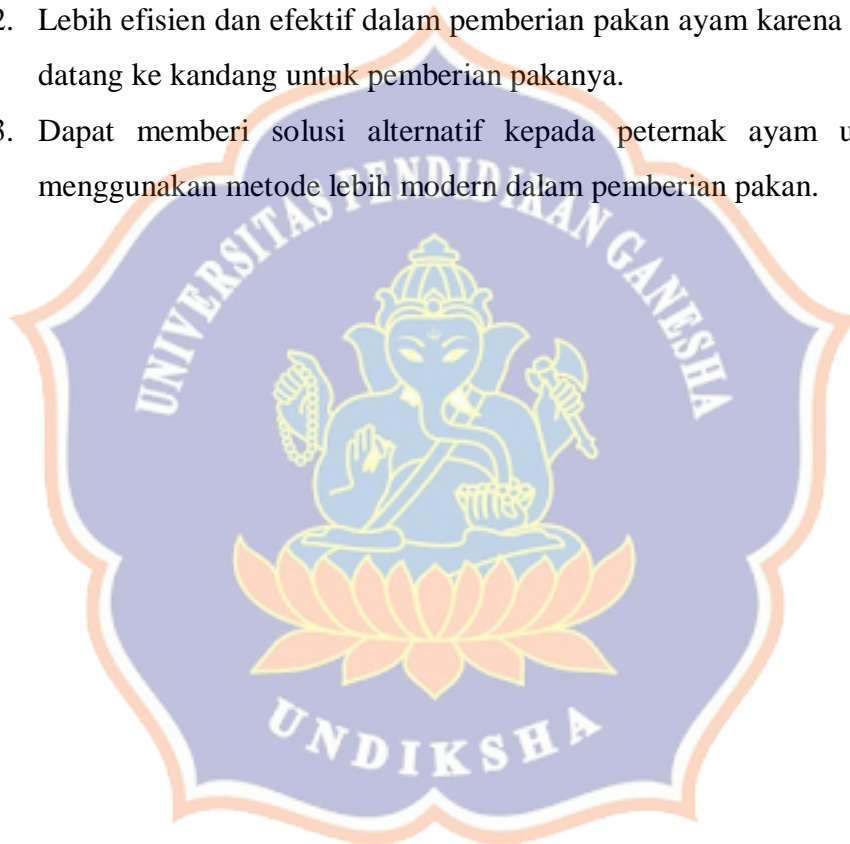 2. Lebih efisien dan efektif dalam pemberian pakan ayam karena
datang ke kandang untuk pemberian pakanya.
3. Dapat memberi solusi alternatif kepada peternak ayam
menggunakan metode lebih modern dalam pemberian pakan.
UNIVERSITAS PENDIDIKAN GANESHA
UNDIKSHA